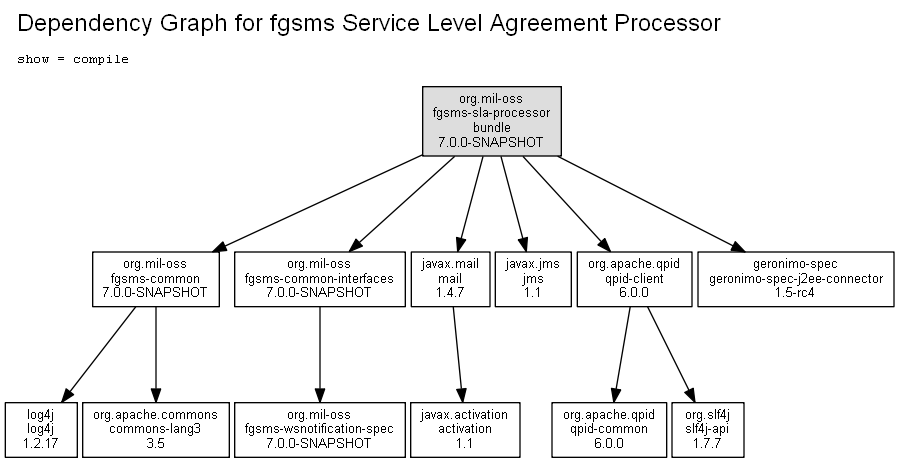 Dependency Graph for fgsms Service Level Agreement Processor
show = compile
org.mil-oss
fgsms-sla-processor
bundle
7.0.0-SNAPSHOT
org.mil-oss
fgsms-common
7.0.0-SNAPSHOT
org.mil-oss
fgsms-common-interfaces
7.0.0-SNAPSHOT
javax.mail
mail
1.4.7
javax.jms
jms
1.1
org.apache.qpid
qpid-client
6.0.0
geronimo-spec
geronimo-spec-j2ee-connector
1.5-rc4
log4j
log4j
1.2.17
org.apache.commons
commons-lang3
3.5
org.mil-oss
fgsms-wsnotification-spec
7.0.0-SNAPSHOT
javax.activation
activation
1.1
org.apache.qpid
qpid-common
6.0.0
org.slf4j
slf4j-api
1.7.7